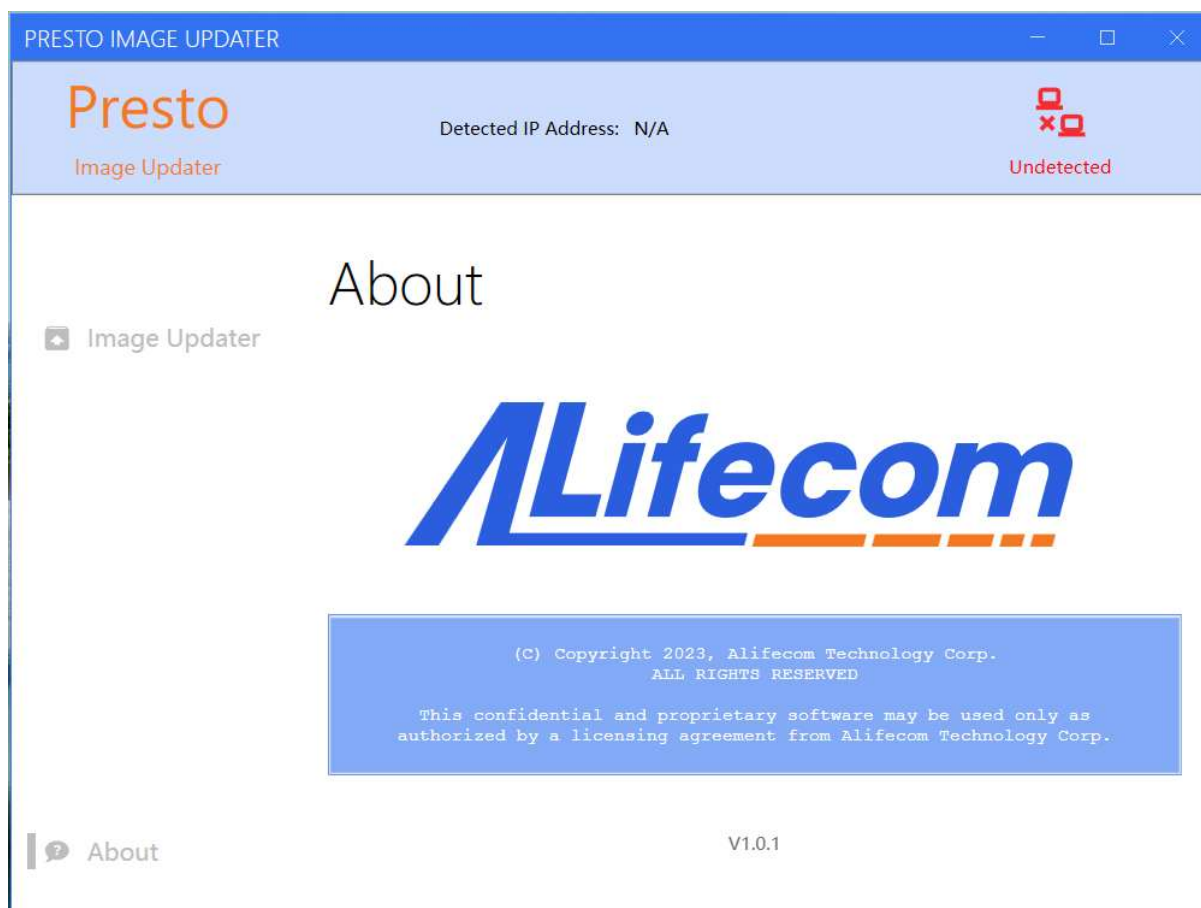 PRESTO IMAGE UPDATER
Presto
Image Updater
Detected IP Address: N/A
Undetected
About
Image Updater
ALifecom
(C) Copyright 2023, Alifecom Technology Corp.
ALL RIGHTS RESERVED
This confidential and proprietary software may be used only as
authorized by a licensing agreement from Alifecom Technology Corp.
V1.0.1
About